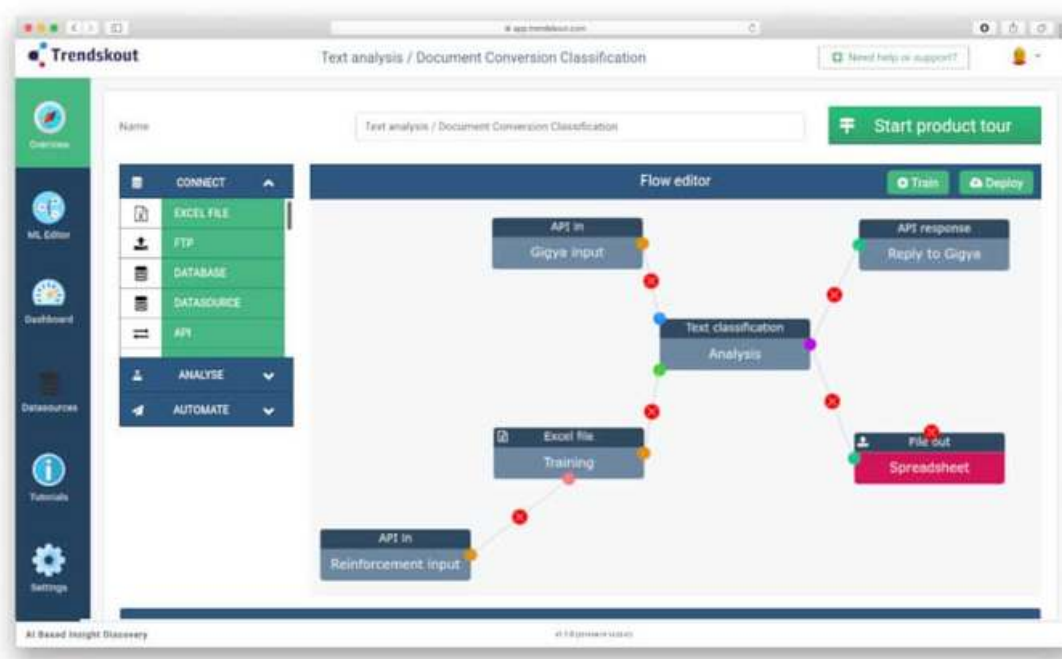 app.trendskout.com
Trendskout
Text analysis / Document Conversion Classification
Need help or support?
Overview
Name
Text analysis / Document Conversion Classification
Start product tour
CONNECT
Flow editor
Train
Deploy
EXCEL FILE
FTP
DATABASE
DATASOURCE
API
ANALYSE
AUTOMATE
ML Editor
Dashboard
Datasources
Tutorials
Settings
API in
Gigya input
API response
Reply to Gigya
Text classification
Analysis
Excel file
Training
File out
Spreadsheet
API in
Reinforcement input
AI Based Insight Discovery